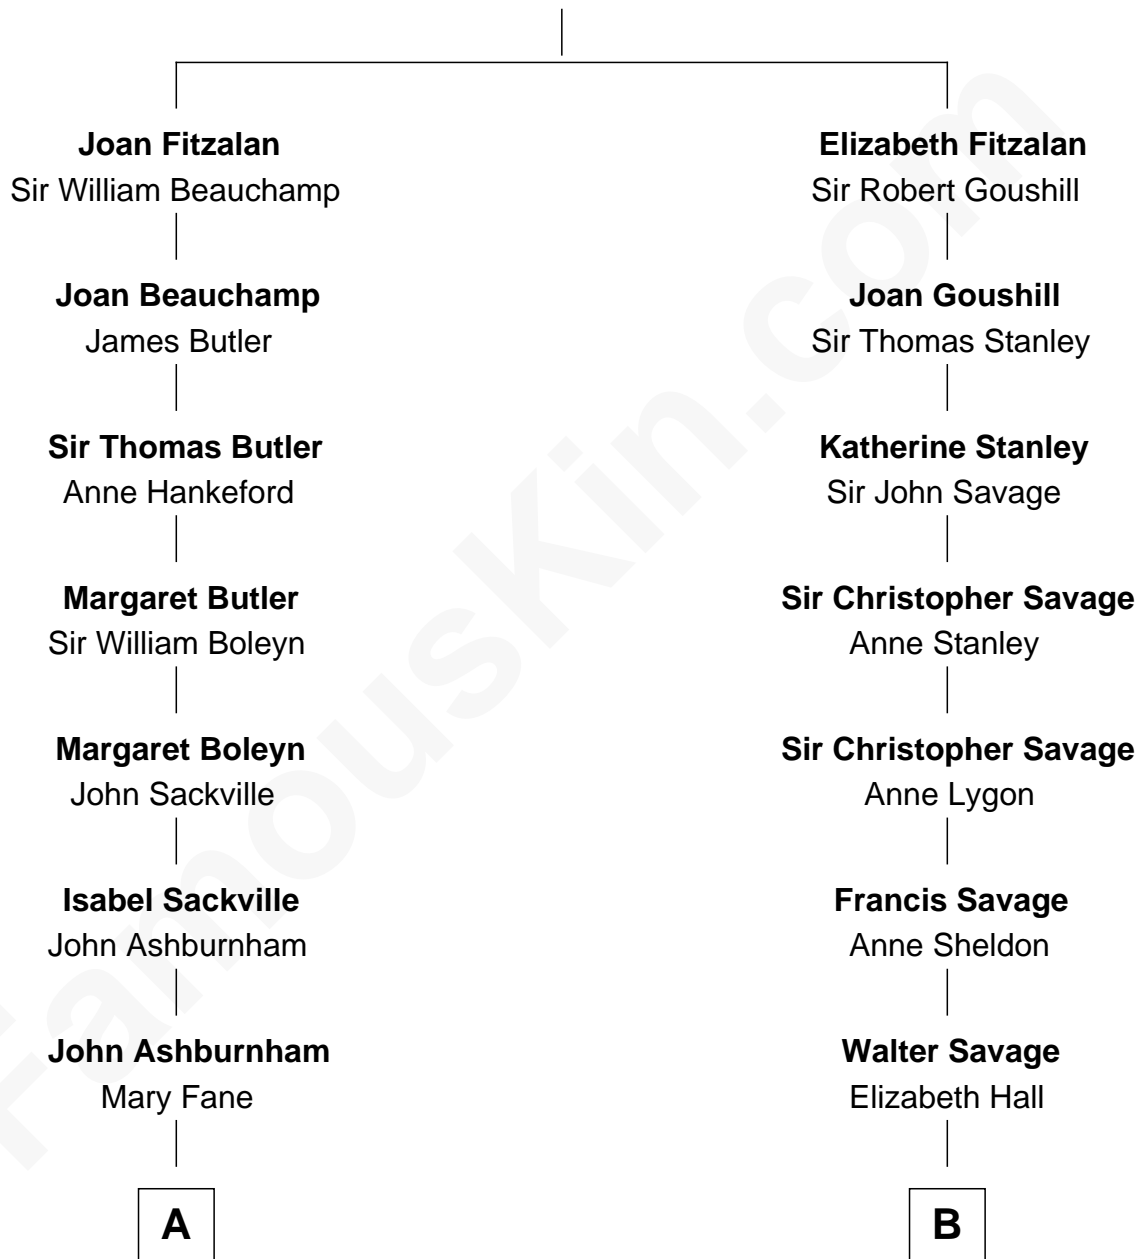 Joan Fitzalan
Sir William Beauchamp
Joan Beauchamp
James Butler
Sir Thomas Butler
Anne Hankeford
Margaret Butler
Sir William Boleyn
Margaret Boleyn
John Sackville
Isabel Sackville
John Ashburnham
John Ashburnham
Mary Fane
A
Elizabeth Fitzalan
Sir Robert Goushill
Joan Goushill
Sir Thomas Stanley
Katherine Stanley
Sir John Savage
Sir Christopher Savage
Anne Stanley
Sir Christopher Savage
Anne Lygon
Francis Savage
Anne Sheldon
Walter Savage
Elizabeth Hall
B
FamousKin.com